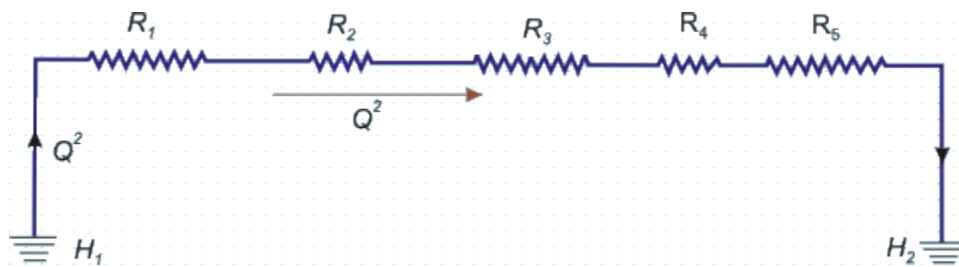 R₁ R₂ R₃ R₄ R₅
Q²
Q²
H₁ H₂